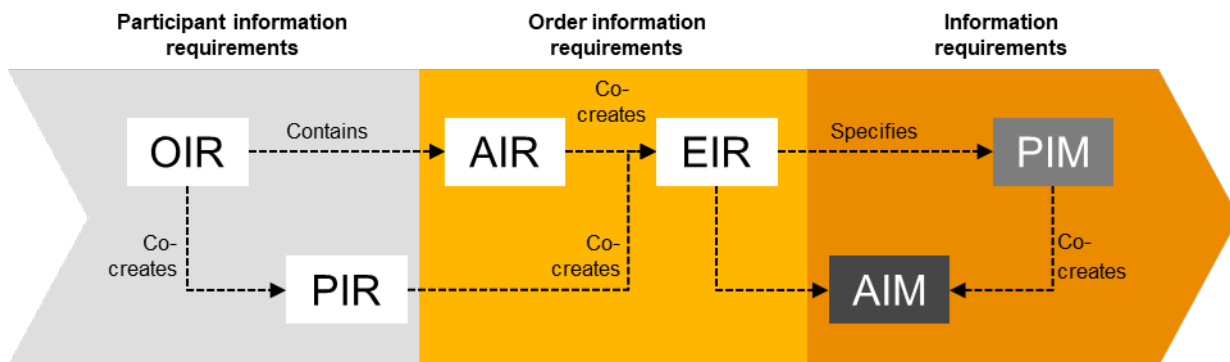 Participant information
requirements
Order information
requirements
Information
requirements
Co-
creates
Contains
Specifies
OIR
AIR
EIR
PIM
Co-
creates
Co-
creates
Co-
creates
PIR
AIM